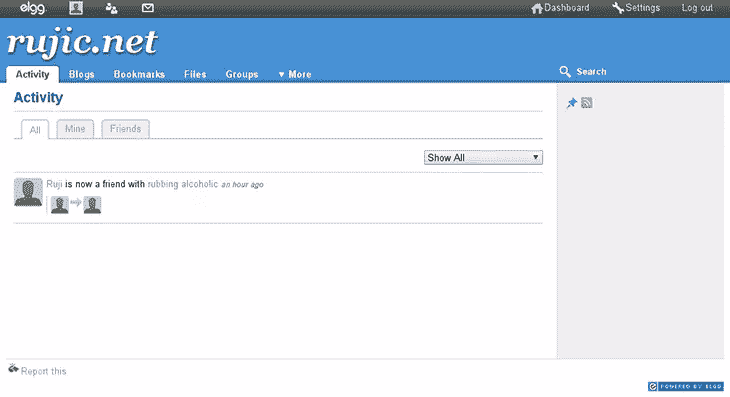 elgg. Dashboard Settings Log out
rujic.net
Activity Blogs Bookmarks Files Groups ▼ More Search
Activity
All Mine Friends
Show All
Ruji is now a friend with rubbing alcoholic an hour ago
Report this
POWERED BY ELGG